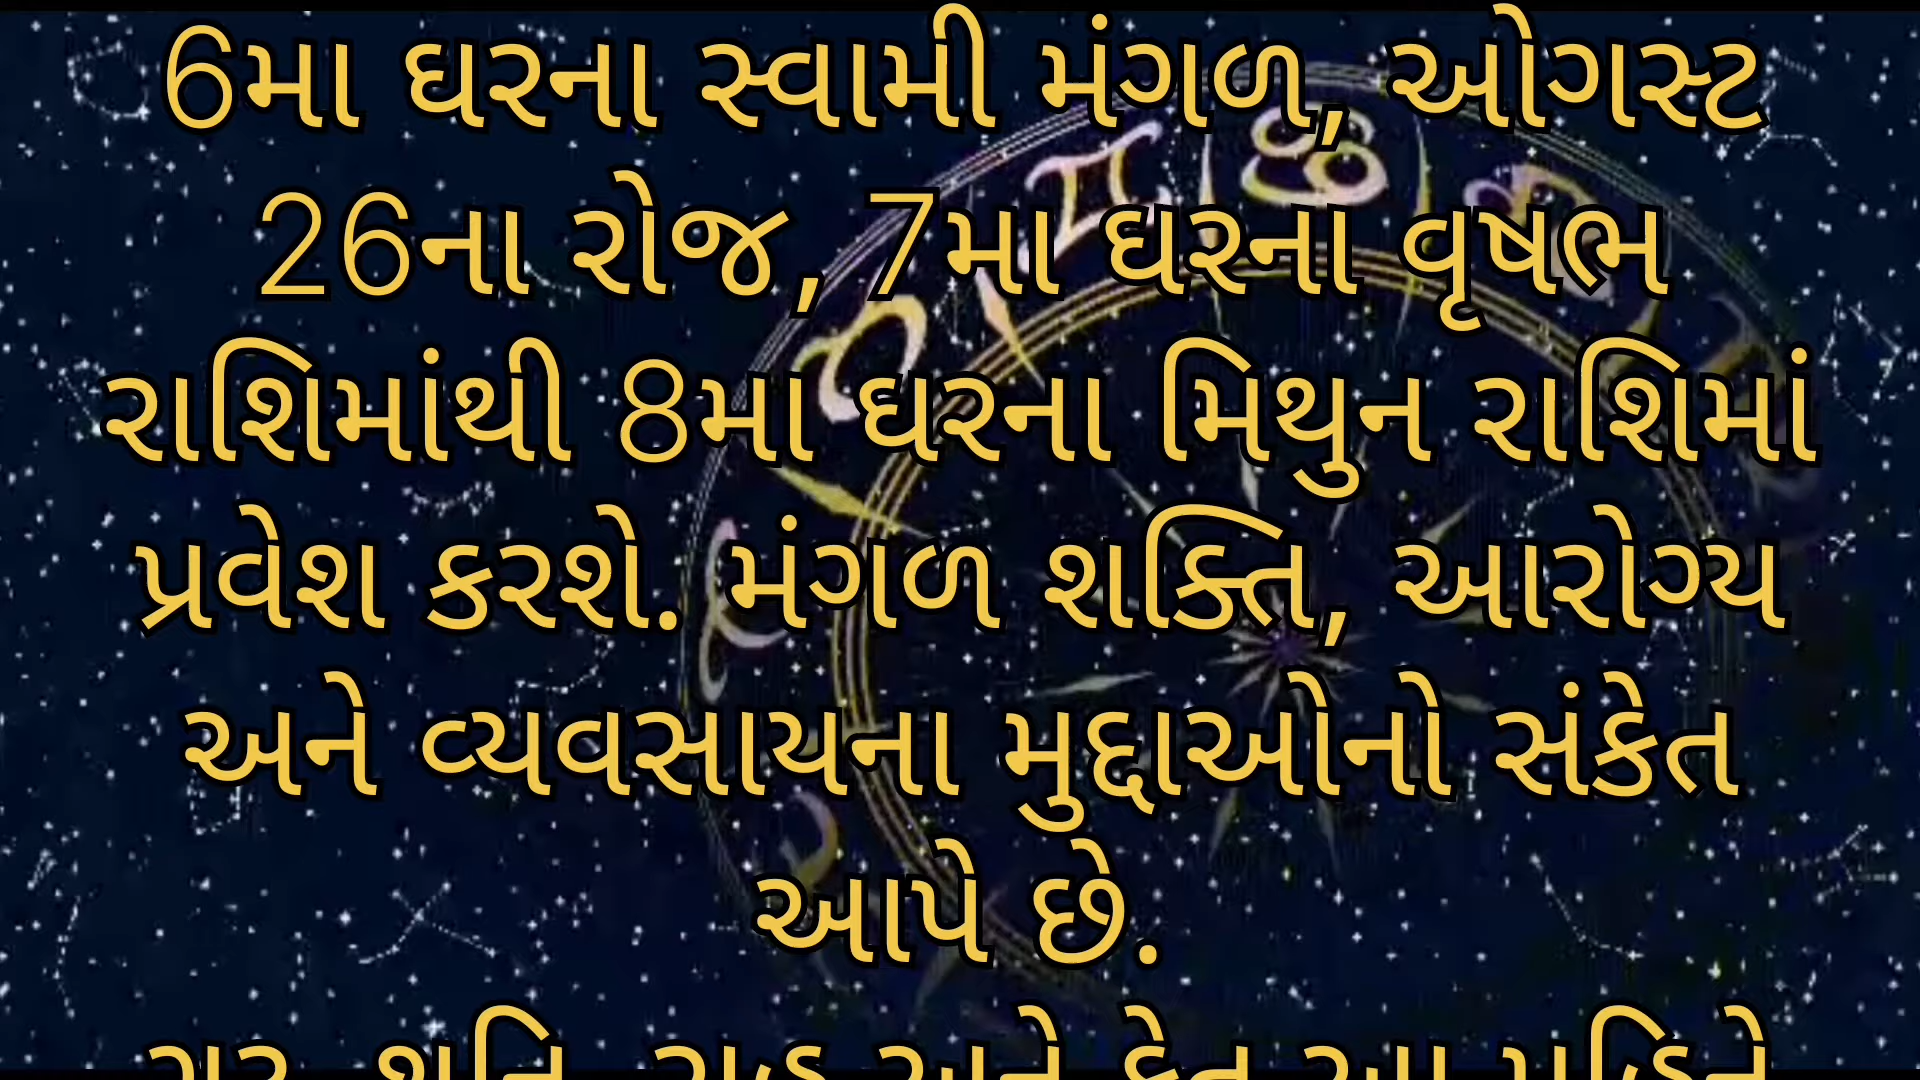 6મા ઘરના સ્વામી મંગળ, ઓગસ્ટ
26ના રોજ, 7મા ઘરના વૃષભ
રાશિમાંથી 8મા ઘરના મિથુન રાશિમાં
પ્રવેશ કરશે. મંગળ શક્તિ, આરોગ્ય
અને વ્યવસાયના મુદ્દાઓનો સંકેત
આપે છે.